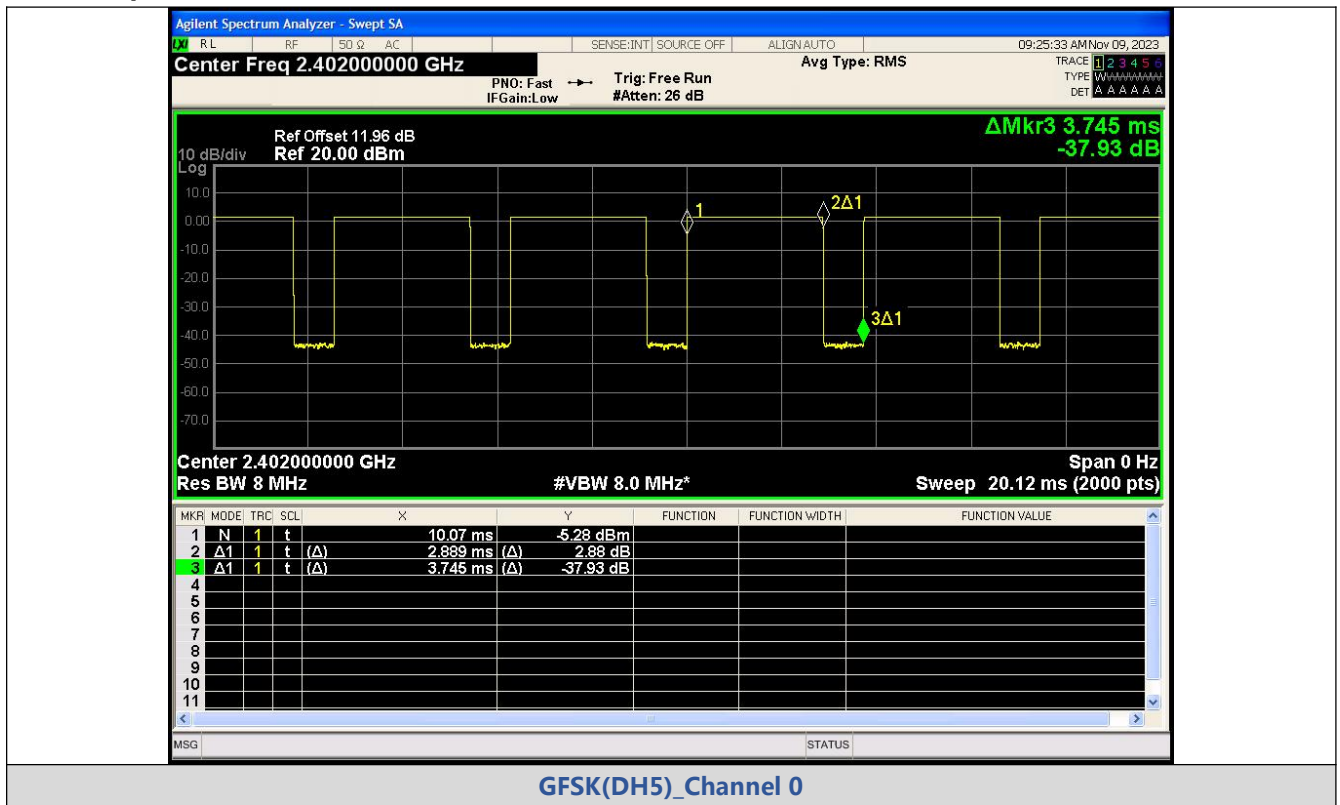 Agilent Spectrum Analyzer - Swept SA
LXI RL RF 50 Ω AC SENSE:INT SOURCE OFF ALIGN AUTO 09:25:33 AM Nov 09, 2023
Center Freq 2.402000000 GHz
Avg Type: RMS
TRACE 1 2 3 4 5 6
PNO: Fast Trig: Free Run
TYPE WWWWWW
IFGain:Low #Atten: 26 dB
DET A A A A A A
ΔMkr3 3.745 ms
-37.93 dB
Ref Offset 11.96 dB
10 dB/div Ref 20.00 dBm
Log
10.0
0.00
-10.0
-20.0
-30.0
-40.0
-50.0
-60.0
-70.0
1
2Δ1
3Δ1
Center 2.402000000 GHz Span 0 Hz
Res BW 8 MHz #VBW 8.0 MHz* Sweep 20.12 ms (2000 pts)
MKR MODE TRC SCL X Y FUNCTION FUNCTION WIDTH FUNCTION VALUE
1 N 1 t 10.07 ms -5.28 dBm
2 Δ1 1 t (Δ) 2.889 ms (Δ) 2.88 dB
3 Δ1 1 t (Δ) 3.745 ms (Δ) -37.93 dB
4
5
6
7
8
9
10
11
MSG STATUS
GFSK(DH5)_Channel 0